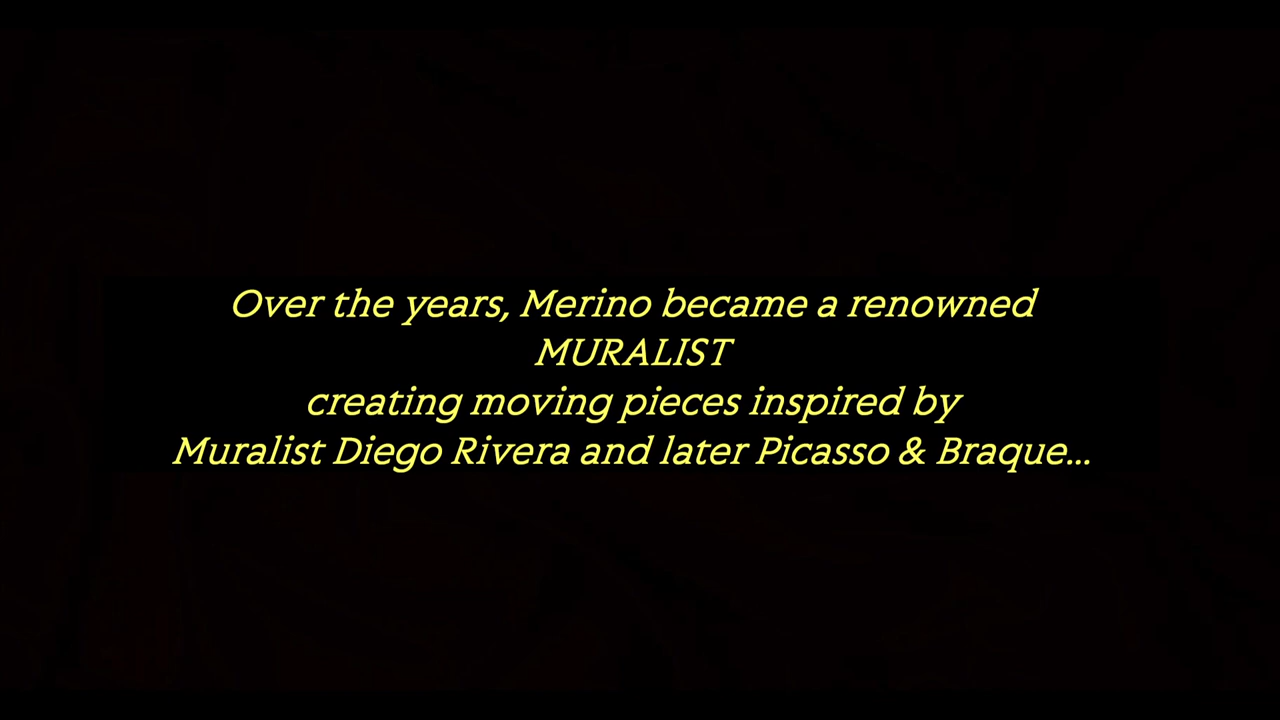 Over the years, Merino became a renowned
MURALIST
creating moving pieces inspired by
Muralist Diego Rivera and later Picasso & Braque...